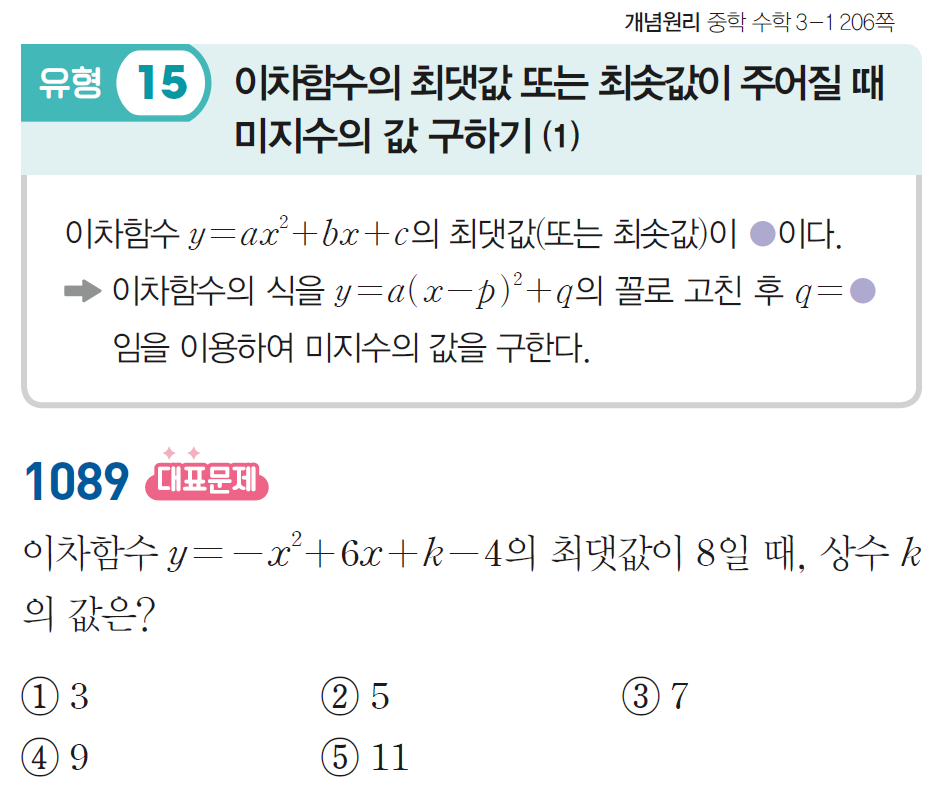 개념원리 중학 수학 3-1 206쪽
유형 15 이차함수의 최댓값 또는 최솟값이 주어질 때
미지수의 값 구하기 (1)
이차함수 y=ax²+bx+c의 최댓값(또는 최솟값)이 ●이다.
➡ 이차함수의 식을 y=a(x-p)²+q의 꼴로 고친 후 q=●
임을 이용하여 미지수의 값을 구한다.
1089 대표문제
이차함수 y=-x²+6x+k-4의 최댓값이 8일 때, 상수 k
의 값은?
① 3 ② 5 ③ 7
④ 9 ⑤ 11